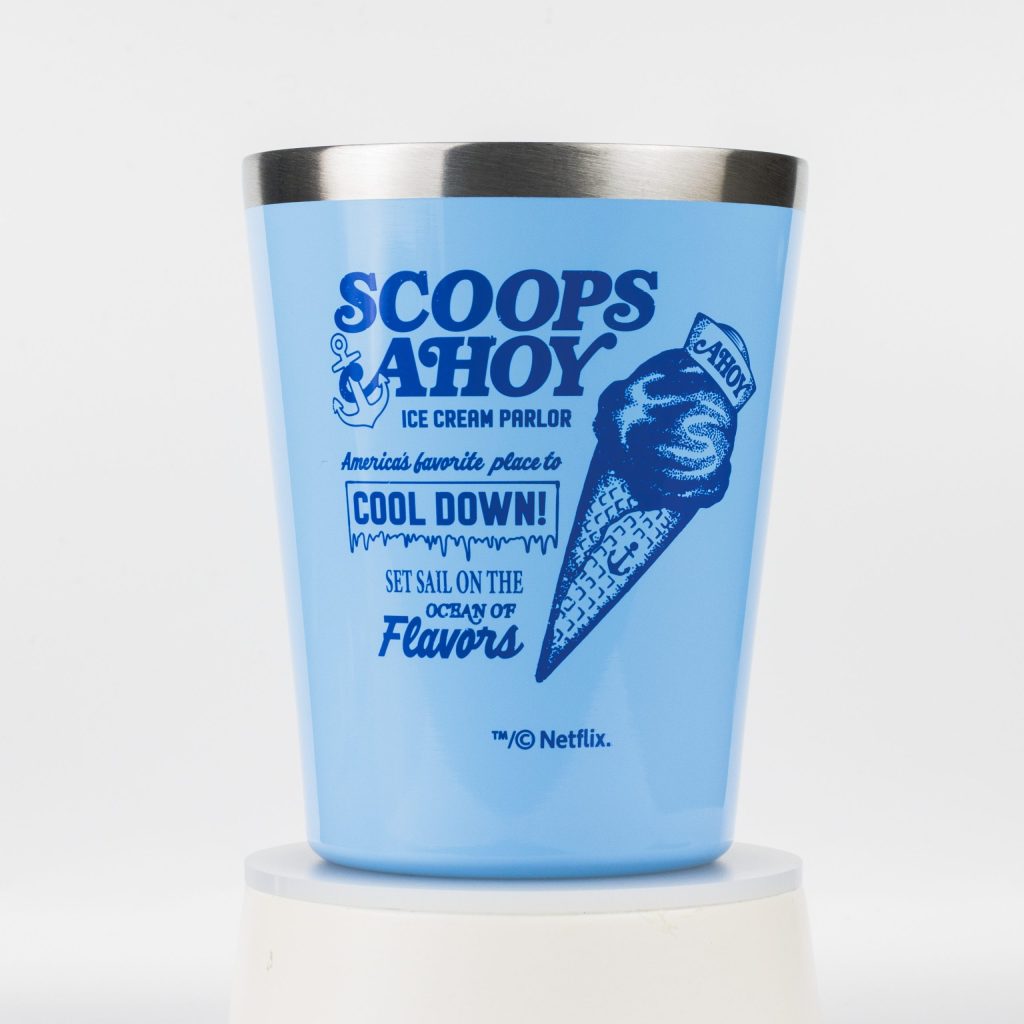 SCOOPS
AHOY
ICE CREAM PARLOR
AHOY
America's favorite place to
COOL DOWN!
SET SAIL ON THE
OCEAN OF
Flavors
™/© Netflix.